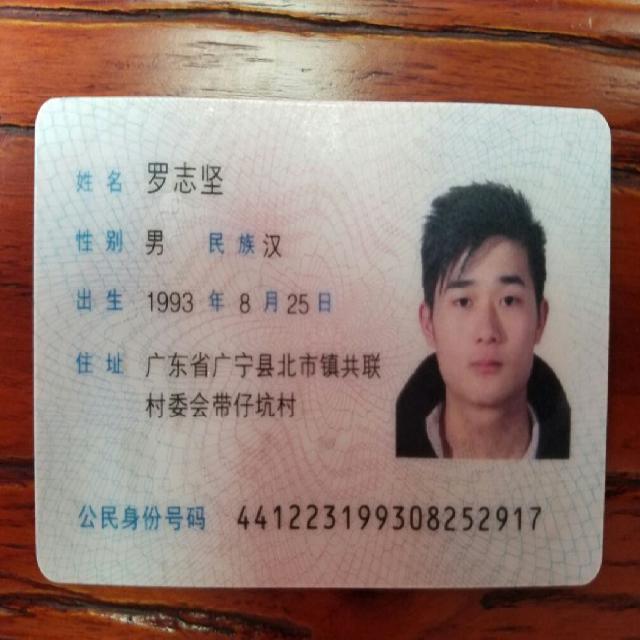 姓名 罗志坚
性别 男 民族 汉
出生 1993 年 8 月 25 日
住址 广东省广宁县北市镇共联
村委会带仔坑村
公民身份号码 441223199308252917